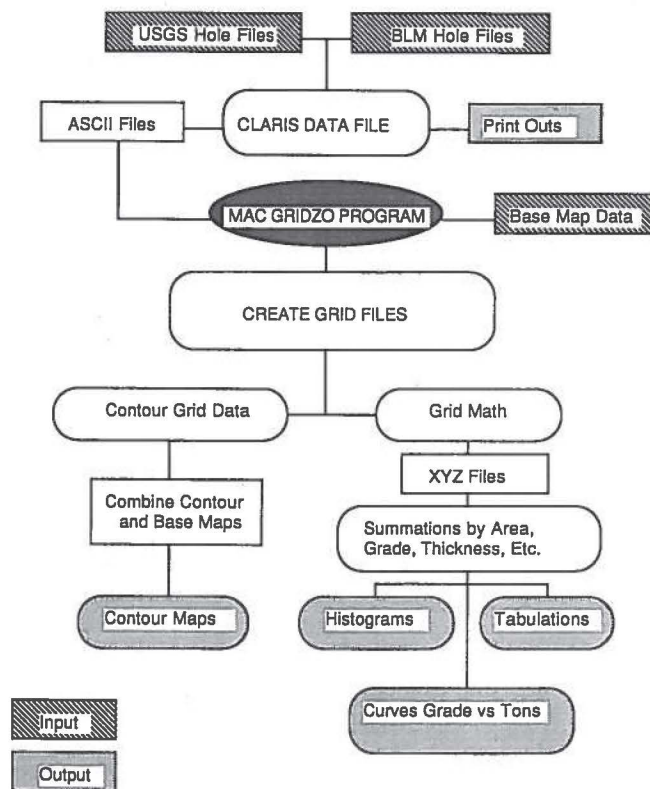 USGS Hole Files
BLM Hole Files
ASCII Files
CLARIS DATA FILE
Print Outs
MAC GRIDZO PROGRAM
Base Map Data
CREATE GRID FILES
Contour Grid Data
Grid Math
XYZ Files
Combine Contour
and Base Maps
Summations by Area,
Grade, Thickness, Etc.
Contour Maps
Histograms
Tabulations
Curves Grade vs Tons
Input
Output